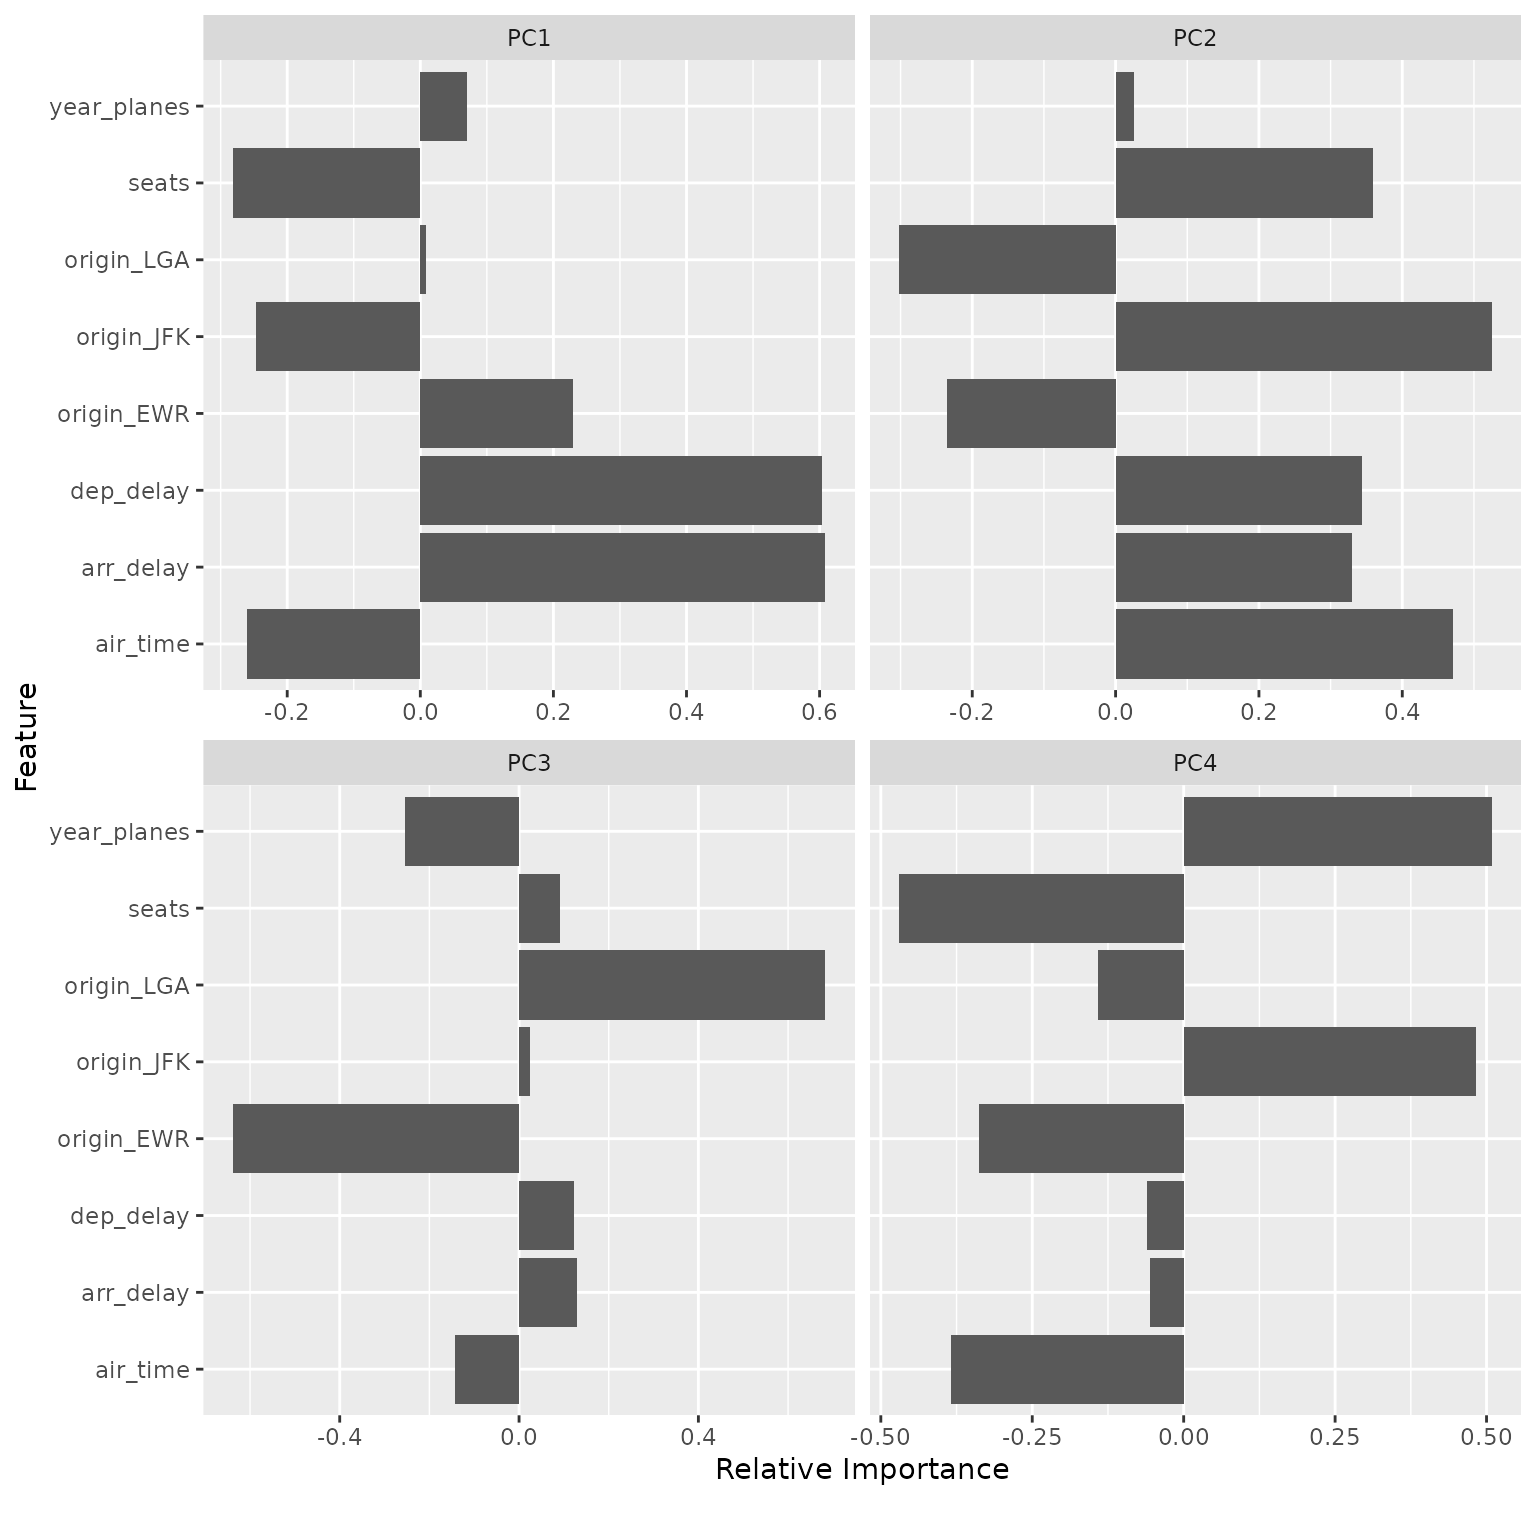 PC1
PC2
year_planes
seats
origin_LGA
origin_JFK
origin_EWR
dep_delay
arr_delay
air_time
-0.2 0.0 0.2 0.4 0.6
-0.2 0.0 0.2 0.4
Feature
PC3
PC4
year_planes
seats
origin_LGA
origin_JFK
origin_EWR
dep_delay
arr_delay
air_time
-0.4 0.0 0.4
-0.50 -0.25 0.00 0.25 0.50
Relative Importance